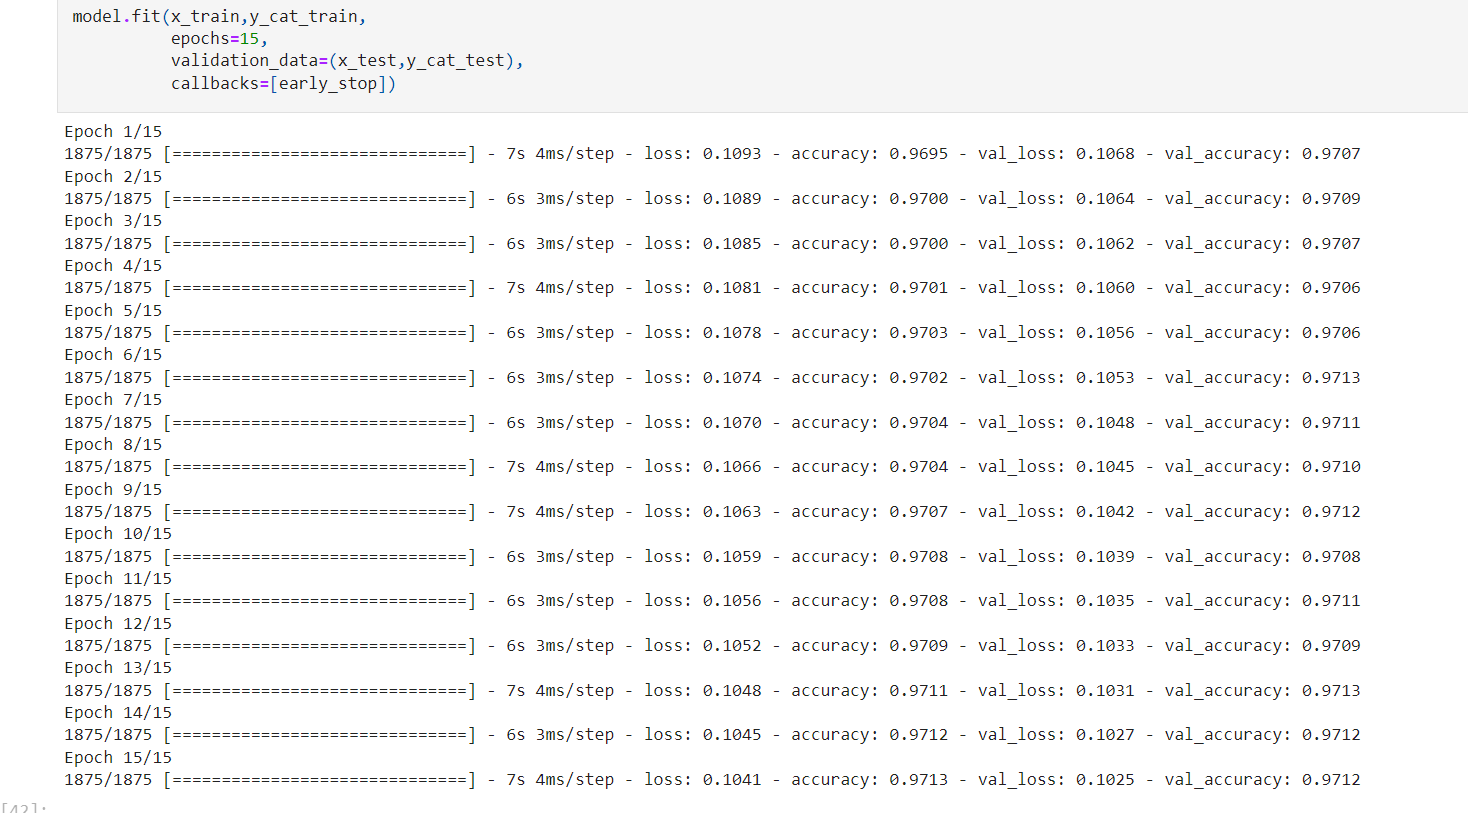 model.fit(x_train,y_cat_train,
epochs=15,
validation_data=(x_test,y_cat_test),
callbacks=[early_stop])
Epoch 1/15
1875/1875 [==============================] - 7s 4ms/step - loss: 0.1093 - accuracy: 0.9695 - val_loss: 0.1068 - val_accuracy: 0.9707
Epoch 2/15
1875/1875 [==============================] - 6s 3ms/step - loss: 0.1089 - accuracy: 0.9700 - val_loss: 0.1064 - val_accuracy: 0.9709
Epoch 3/15
1875/1875 [==============================] - 6s 3ms/step - loss: 0.1085 - accuracy: 0.9700 - val_loss: 0.1062 - val_accuracy: 0.9707
Epoch 4/15
1875/1875 [==============================] - 7s 4ms/step - loss: 0.1081 - accuracy: 0.9701 - val_loss: 0.1060 - val_accuracy: 0.9706
Epoch 5/15
1875/1875 [==============================] - 6s 3ms/step - loss: 0.1078 - accuracy: 0.9703 - val_loss: 0.1056 - val_accuracy: 0.9706
Epoch 6/15
1875/1875 [==============================] - 6s 3ms/step - loss: 0.1074 - accuracy: 0.9702 - val_loss: 0.1053 - val_accuracy: 0.9713
Epoch 7/15
1875/1875 [==============================] - 6s 3ms/step - loss: 0.1070 - accuracy: 0.9704 - val_loss: 0.1048 - val_accuracy: 0.9711
Epoch 8/15
1875/1875 [==============================] - 7s 4ms/step - loss: 0.1066 - accuracy: 0.9704 - val_loss: 0.1045 - val_accuracy: 0.9710
Epoch 9/15
1875/1875 [==============================] - 7s 4ms/step - loss: 0.1063 - accuracy: 0.9707 - val_loss: 0.1042 - val_accuracy: 0.9712
Epoch 10/15
1875/1875 [==============================] - 6s 3ms/step - loss: 0.1059 - accuracy: 0.9708 - val_loss: 0.1039 - val_accuracy: 0.9708
Epoch 11/15
1875/1875 [==============================] - 6s 3ms/step - loss: 0.1056 - accuracy: 0.9708 - val_loss: 0.1035 - val_accuracy: 0.9711
Epoch 12/15
1875/1875 [==============================] - 6s 3ms/step - loss: 0.1052 - accuracy: 0.9709 - val_loss: 0.1033 - val_accuracy: 0.9709
Epoch 13/15
1875/1875 [==============================] - 7s 4ms/step - loss: 0.1048 - accuracy: 0.9711 - val_loss: 0.1031 - val_accuracy: 0.9713
Epoch 14/15
1875/1875 [==============================] - 6s 3ms/step - loss: 0.1045 - accuracy: 0.9712 - val_loss: 0.1027 - val_accuracy: 0.9712
Epoch 15/15
1875/1875 [==============================] - 7s 4ms/step - loss: 0.1041 - accuracy: 0.9713 - val_loss: 0.1025 - val_accuracy: 0.9712
[42]: